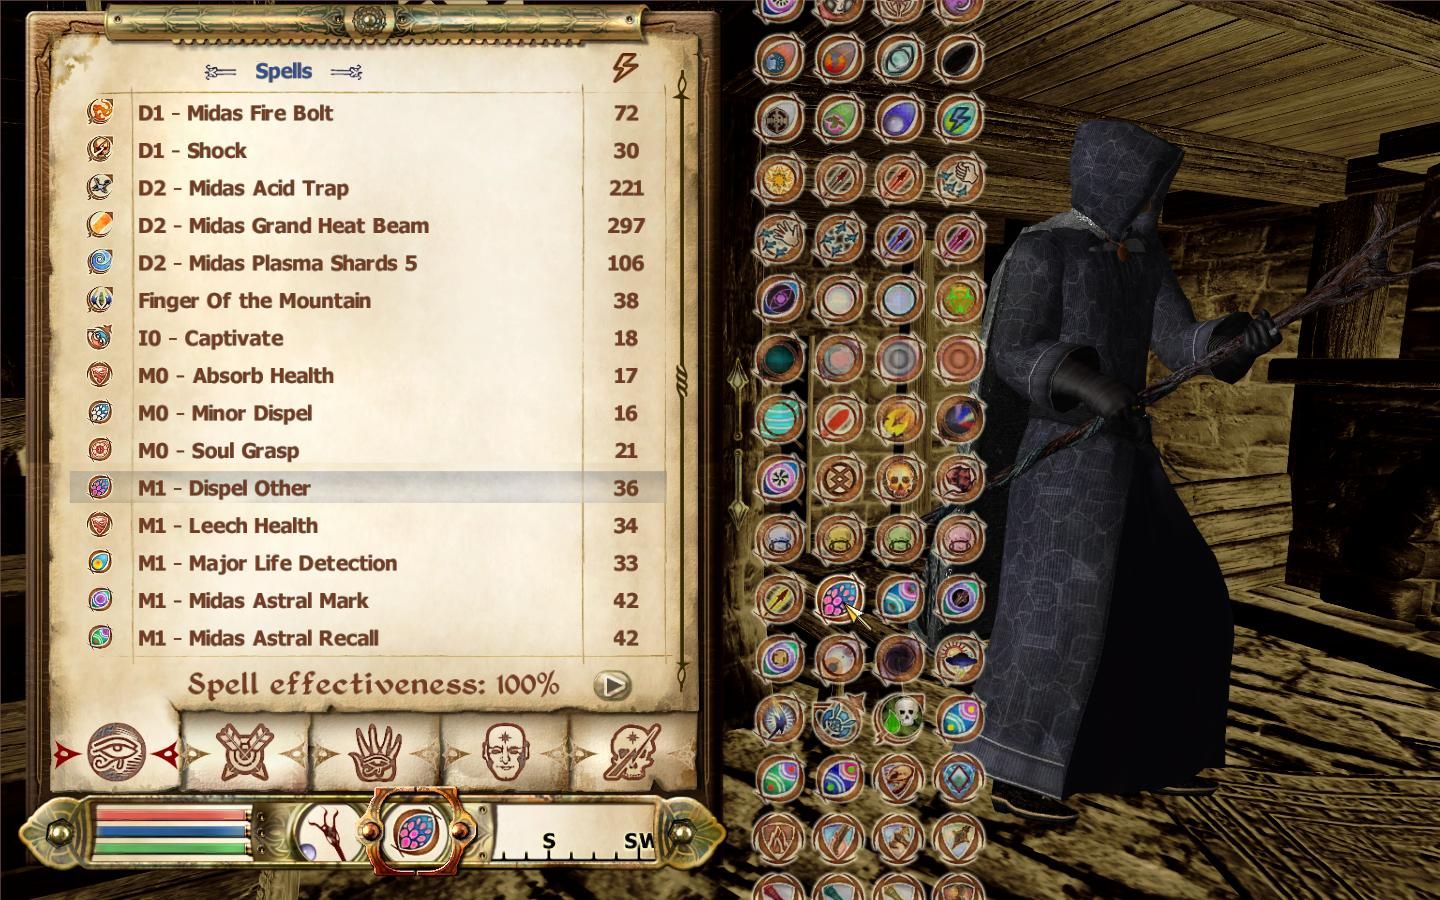 Spells
D1 - Midas Fire Bolt 72
D1 - Shock 30
D2 - Midas Acid Trap 221
D2 - Midas Grand Heat Beam 297
D2 - Midas Plasma Shards 5 106
Finger Of the Mountain 38
I0 - Captivate 18
M0 - Absorb Health 17
M0 - Minor Dispel 16
M0 - Soul Grasp 21
M1 - Dispel Other 36
M1 - Leech Health 34
M1 - Major Life Detection 33
M1 - Midas Astral Mark 42
M1 - Midas Astral Recall 42
Spell effectiveness: 100%
S SW